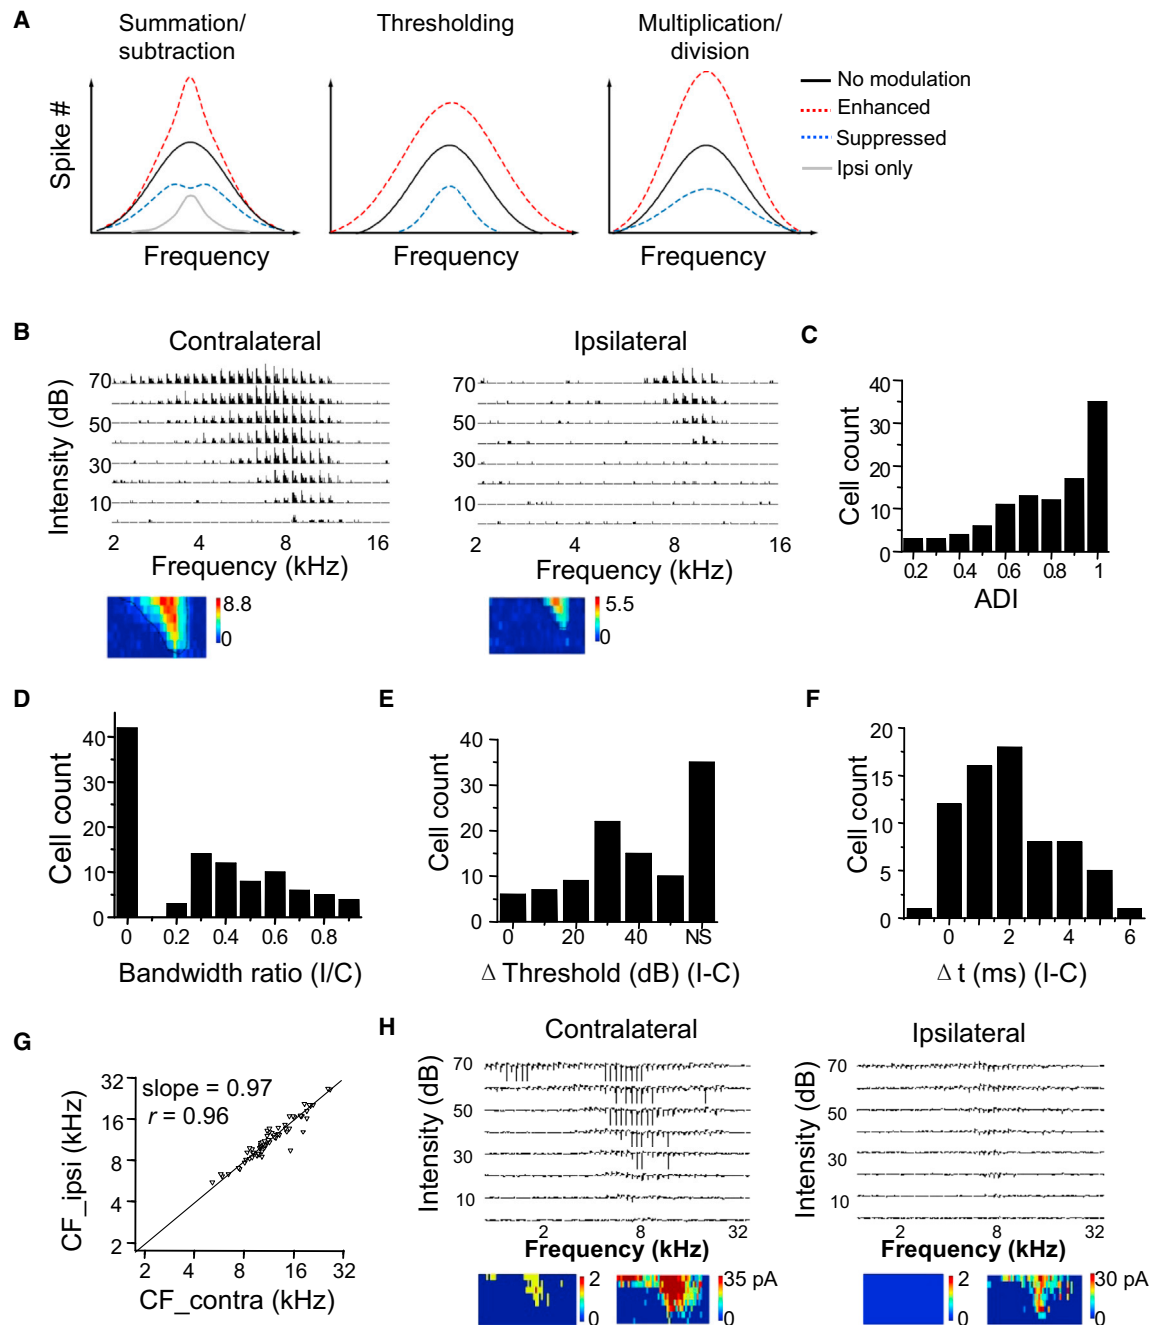 A
Summation/
subtraction
Thresholding
Multiplication/
division
Spike #
Frequency
Frequency
Frequency
No modulation
Enhanced
Suppressed
Ipsi only
B
Contralateral
Ipsilateral
Intensity (dB)
70
50
30
10
2 4 8 16
Frequency (kHz)
8.8
0
70
50
30
10
2 4 8 16
Frequency (kHz)
5.5
0
C
Cell count
40
30
20
10
0
0.2 0.4 0.6 0.8 1
ADI
D
Cell count
40
30
20
10
0
0 0.2 0.4 0.6 0.8
Bandwidth ratio (I/C)
E
Cell count
40
30
20
10
0
0 20 40 NS
Δ Threshold (dB) (I-C)
F
Cell count
20
15
10
5
0
0 2 4 6
Δ t (ms) (I-C)
G
CF_ipsi (kHz)
32
16
8
4
2
slope = 0.97
r = 0.96
2 4 8 16 32
CF_contra (kHz)
H
Contralateral
Intensity (dB)
70
50
30
10
2 8 32
Frequency (kHz)
2
0
35 pA
0
Ipsilateral
Intensity (dB)
70
50
30
10
2 8 32
Frequency (kHz)
2
0
30 pA
0